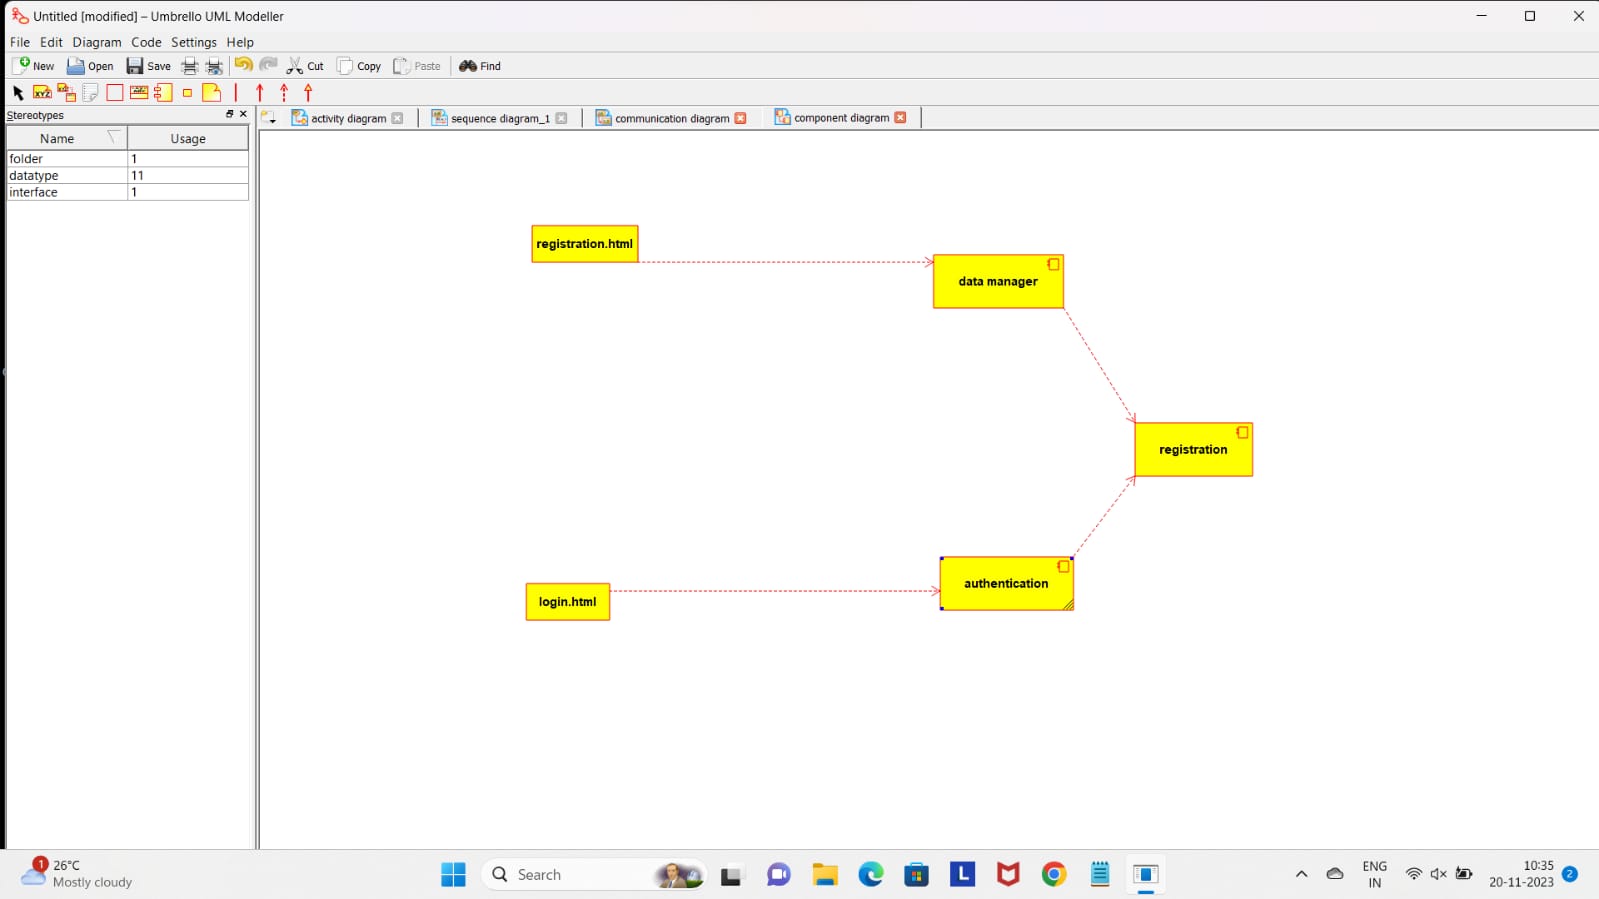 Untitled [modified] – Umbrello UML Modeller
File Edit Diagram Code Settings Help
New Open Save Cut Copy Paste Find
XYZ
Stereotypes
activity diagram sequence diagram_1 communication diagram component diagram
Name Usage
folder 1
datatype 11
interface 1
registration.html
data manager
registration
authentication
login.html
1 26°C
Mostly cloudy
Search
L
ENG
IN
10:35
20-11-2023
2